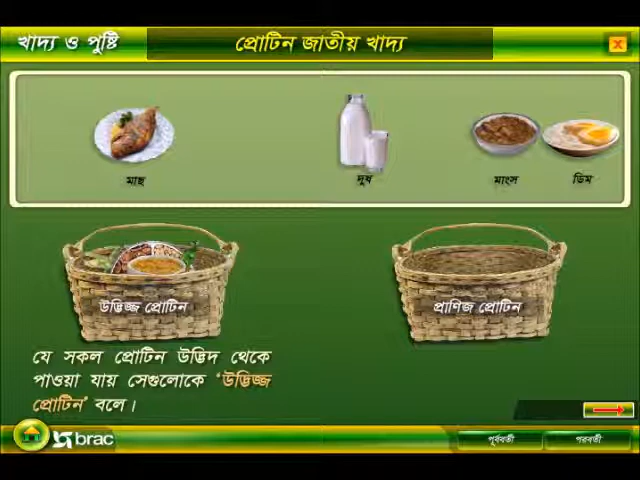 খাদ্য ও পুষ্টি
প্রোটিন জাতীয় খাদ্য
মাছ
দুধ
মাংস
ডিম
উদ্ভিজ্জ প্রোটিন
প্রাণিজ প্রোটিন
যে সকল প্রোটিন উদ্ভিদ থেকে
পাওয়া যায় সেগুলোকে ‘উদ্ভিজ্জ
প্রোটিন’ বলে।
brac
পূর্ববর্তী
পরবর্তী